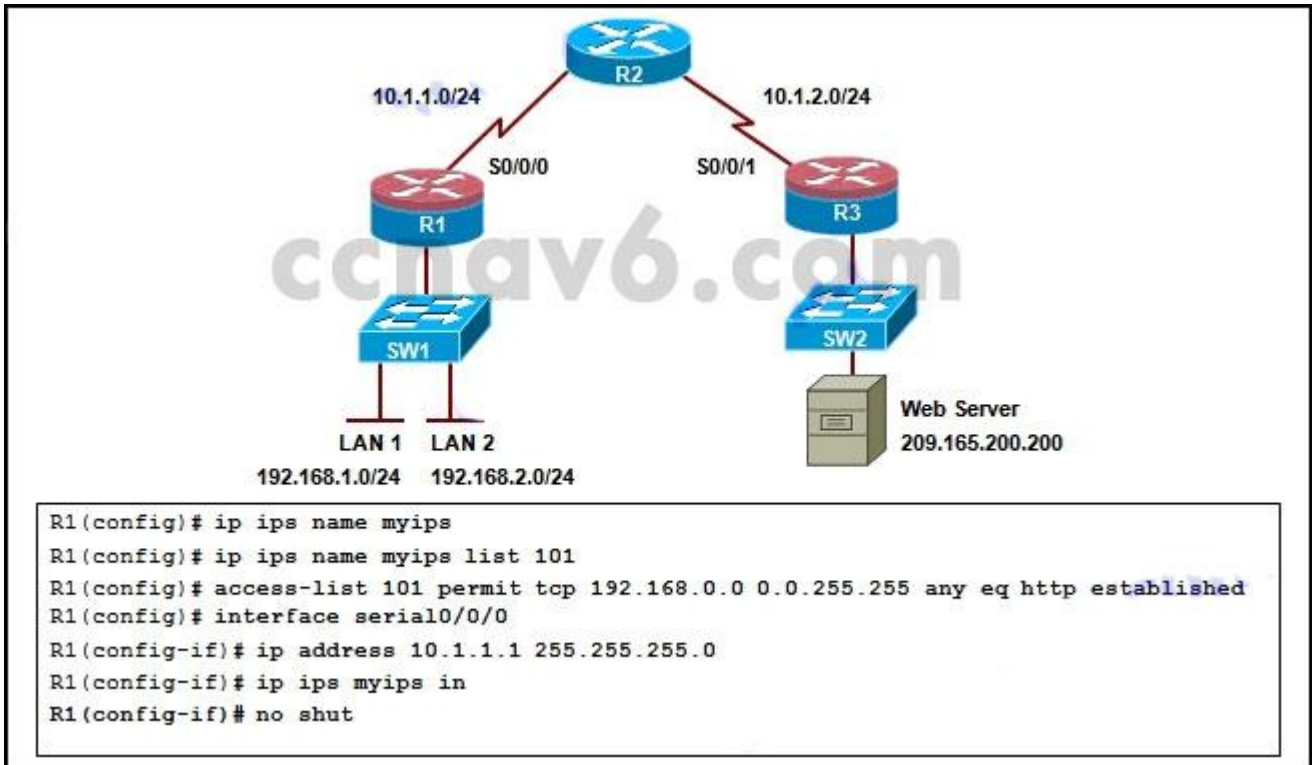 R2
10.1.1.0/24
10.1.2.0/24
S0/0/0
S0/0/1
R1
R3
ccnav6.com
SW1
SW2
Web Server
209.165.200.200
LAN 1
LAN 2
192.168.1.0/24
192.168.2.0/24
R1(config)# ip ips name myips
R1(config)# ip ips name myips list 101
R1(config)# access-list 101 permit tcp 192.168.0.0 0.0.255.255 any eq http established
R1(config)# interface serial0/0/0
R1(config-if)# ip address 10.1.1.1 255.255.255.0
R1(config-if)# ip ips myips in
R1(config-if)# no shut